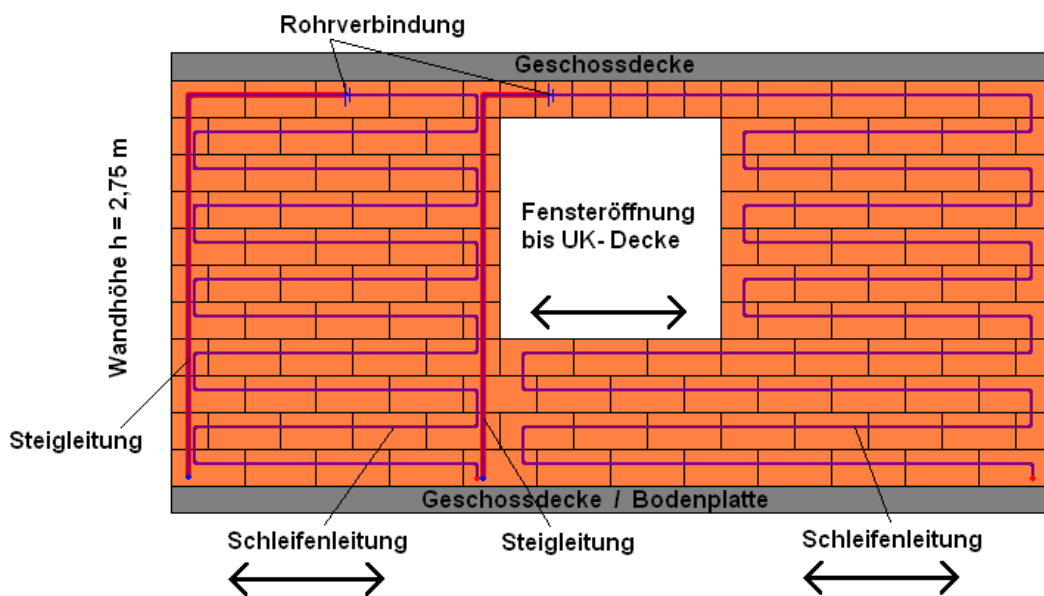 Rohrverbindung
Geschossdecke
Wandhöhe h = 2,75 m
Fensteröffnung
bis UK- Decke
Steigleitung
Geschossdecke / Bodenplatte
Schleifenleitung
Steigleitung
Schleifenleitung